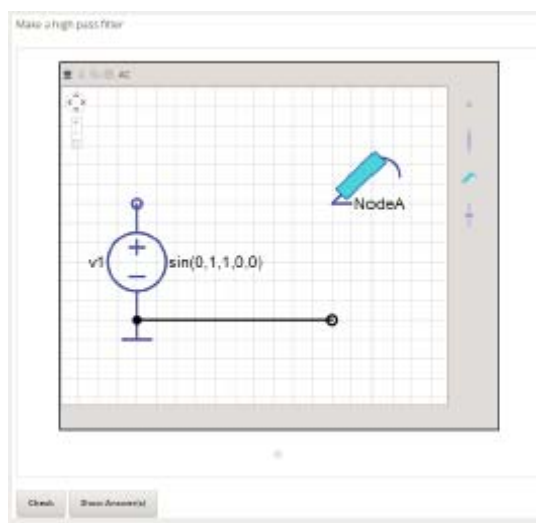 Make a high pass filter
AC
NodeA
v1
sin(0,1,1,0,0)
Check
Show Answer(s)